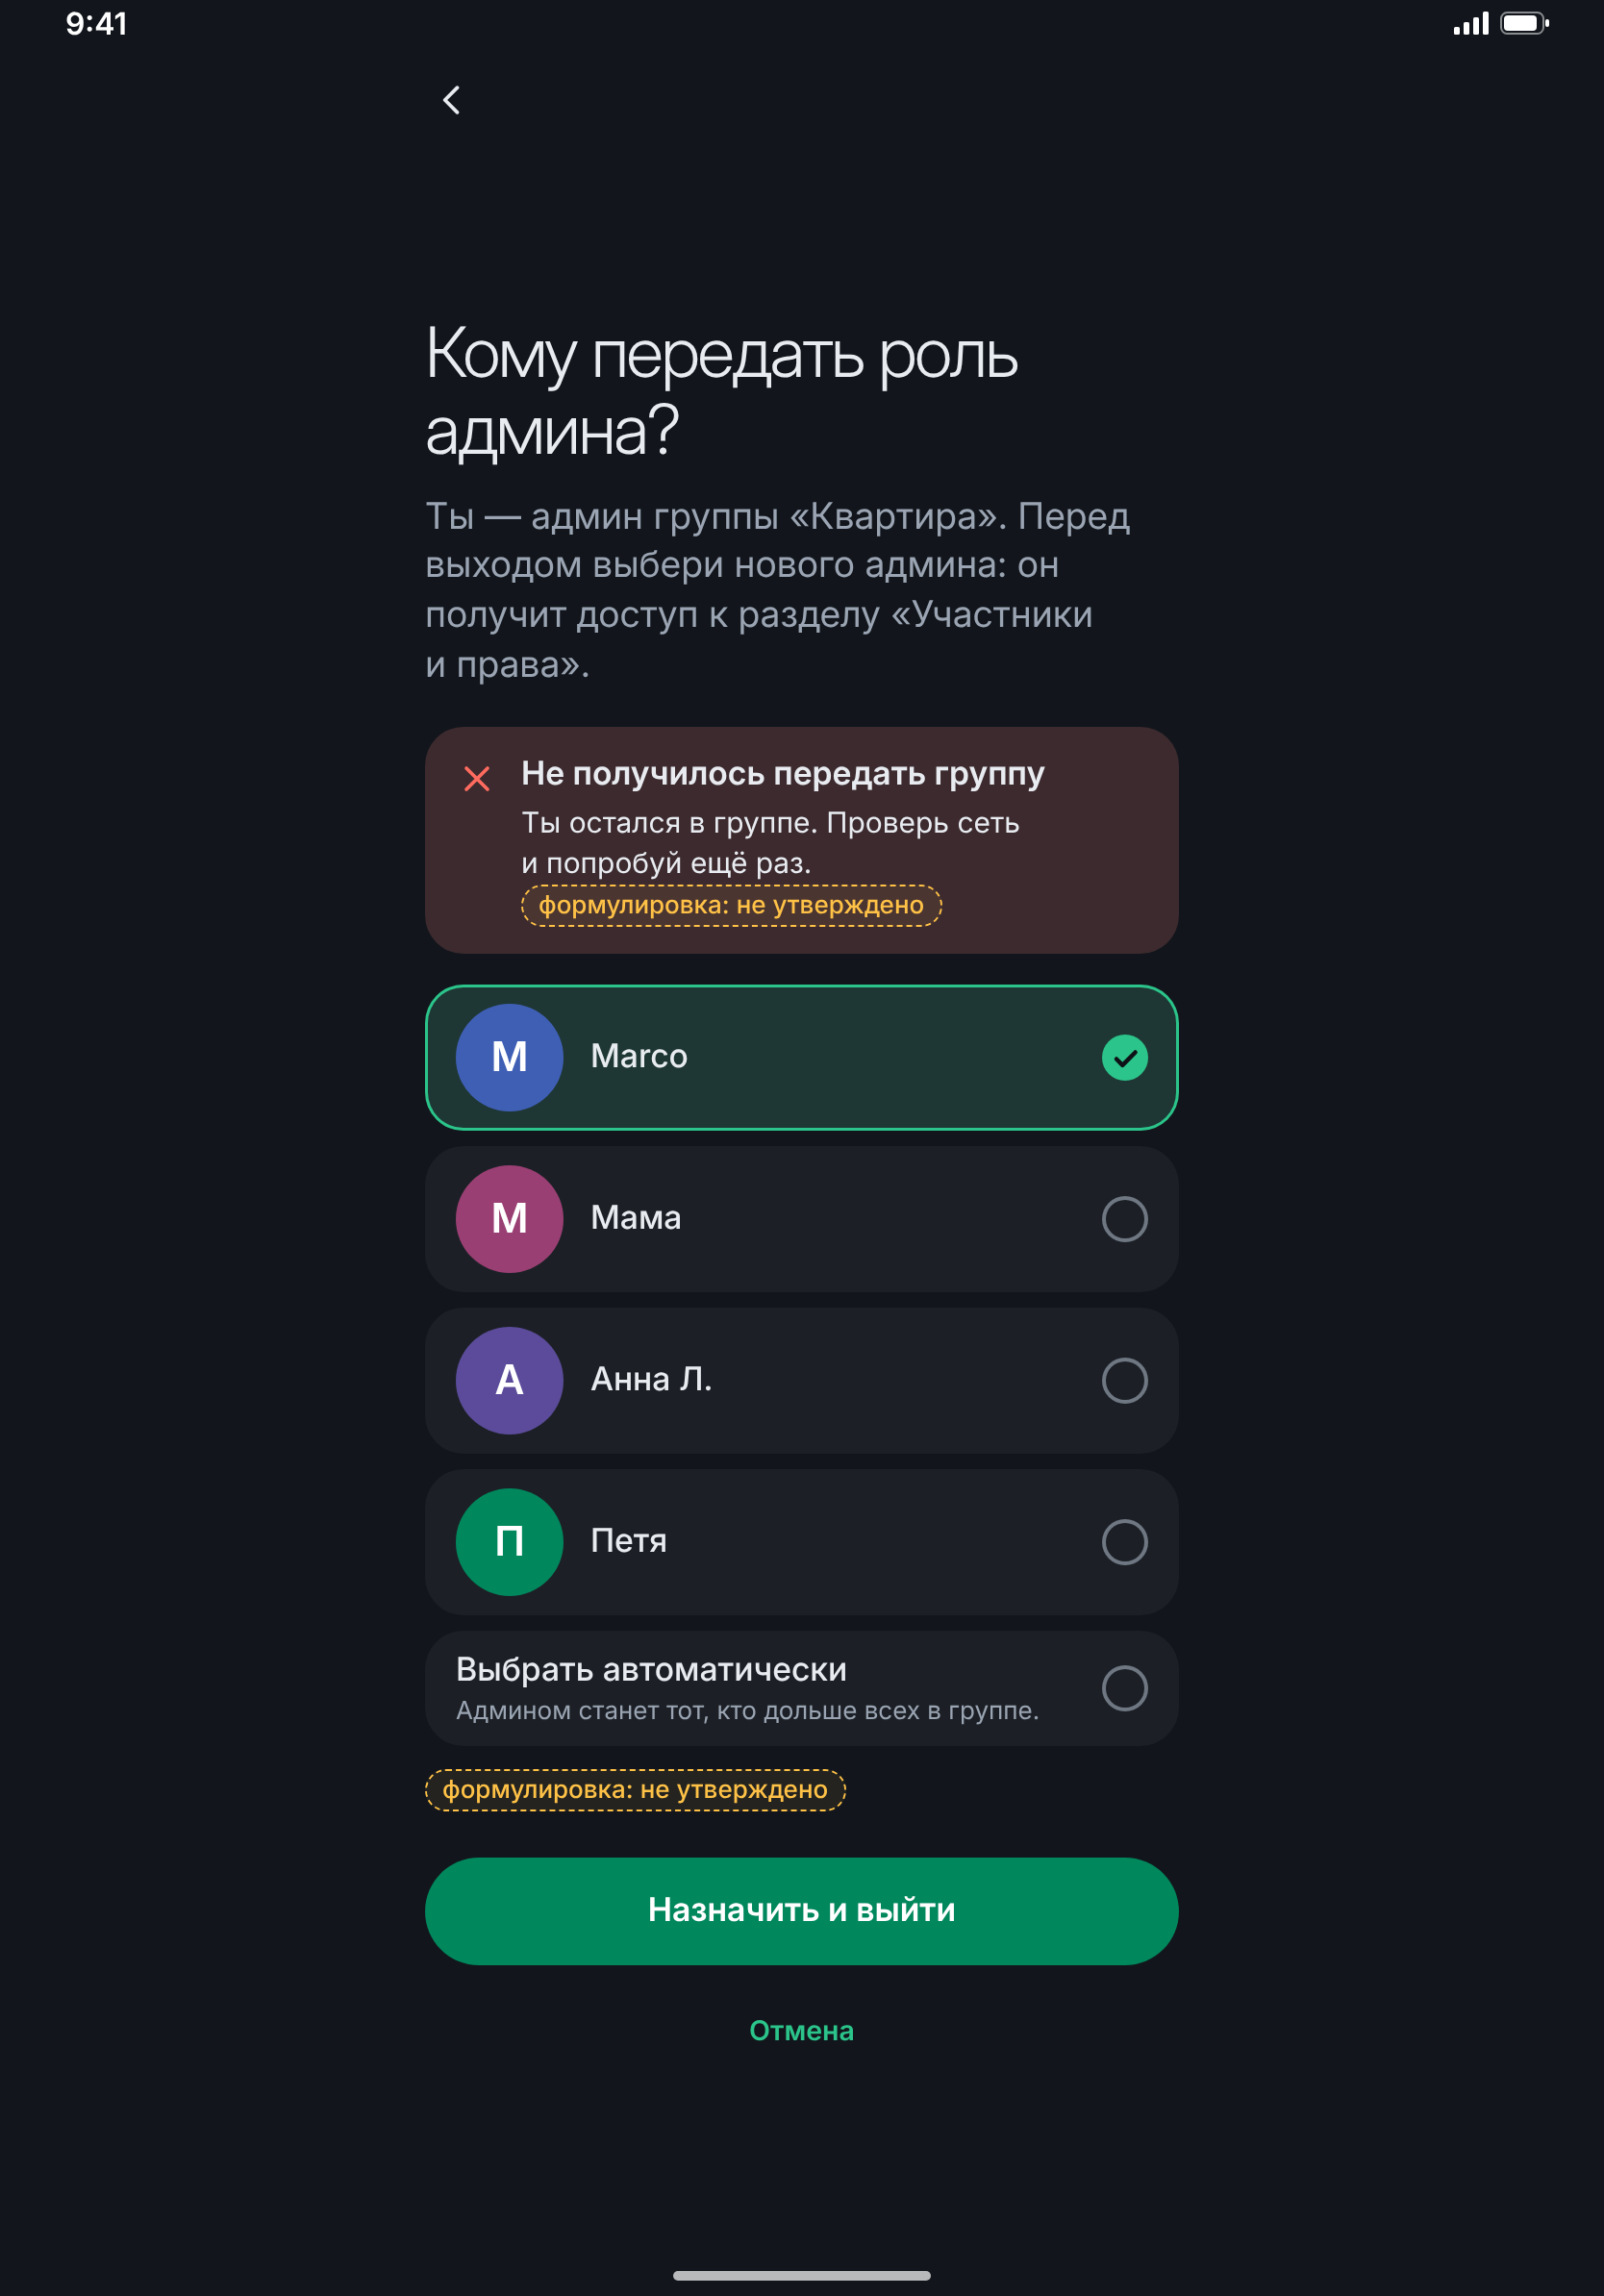 9:41
Кому передать роль
админа?
Ты — админ группы «Квартира». Перед
выходом выбери нового админа: он
получит доступ к разделу «Участники
и права».
Не получилось передать группу
Ты остался в группе. Проверь сеть
и попробуй ещё раз.
формулировка: не утверждено
M
Marco
М
Мама
А
Анна Л.
П
Петя
Выбрать автоматически
Админом станет тот, кто дольше всех в группе.
формулировка: не утверждено
Назначить и выйти
Отмена